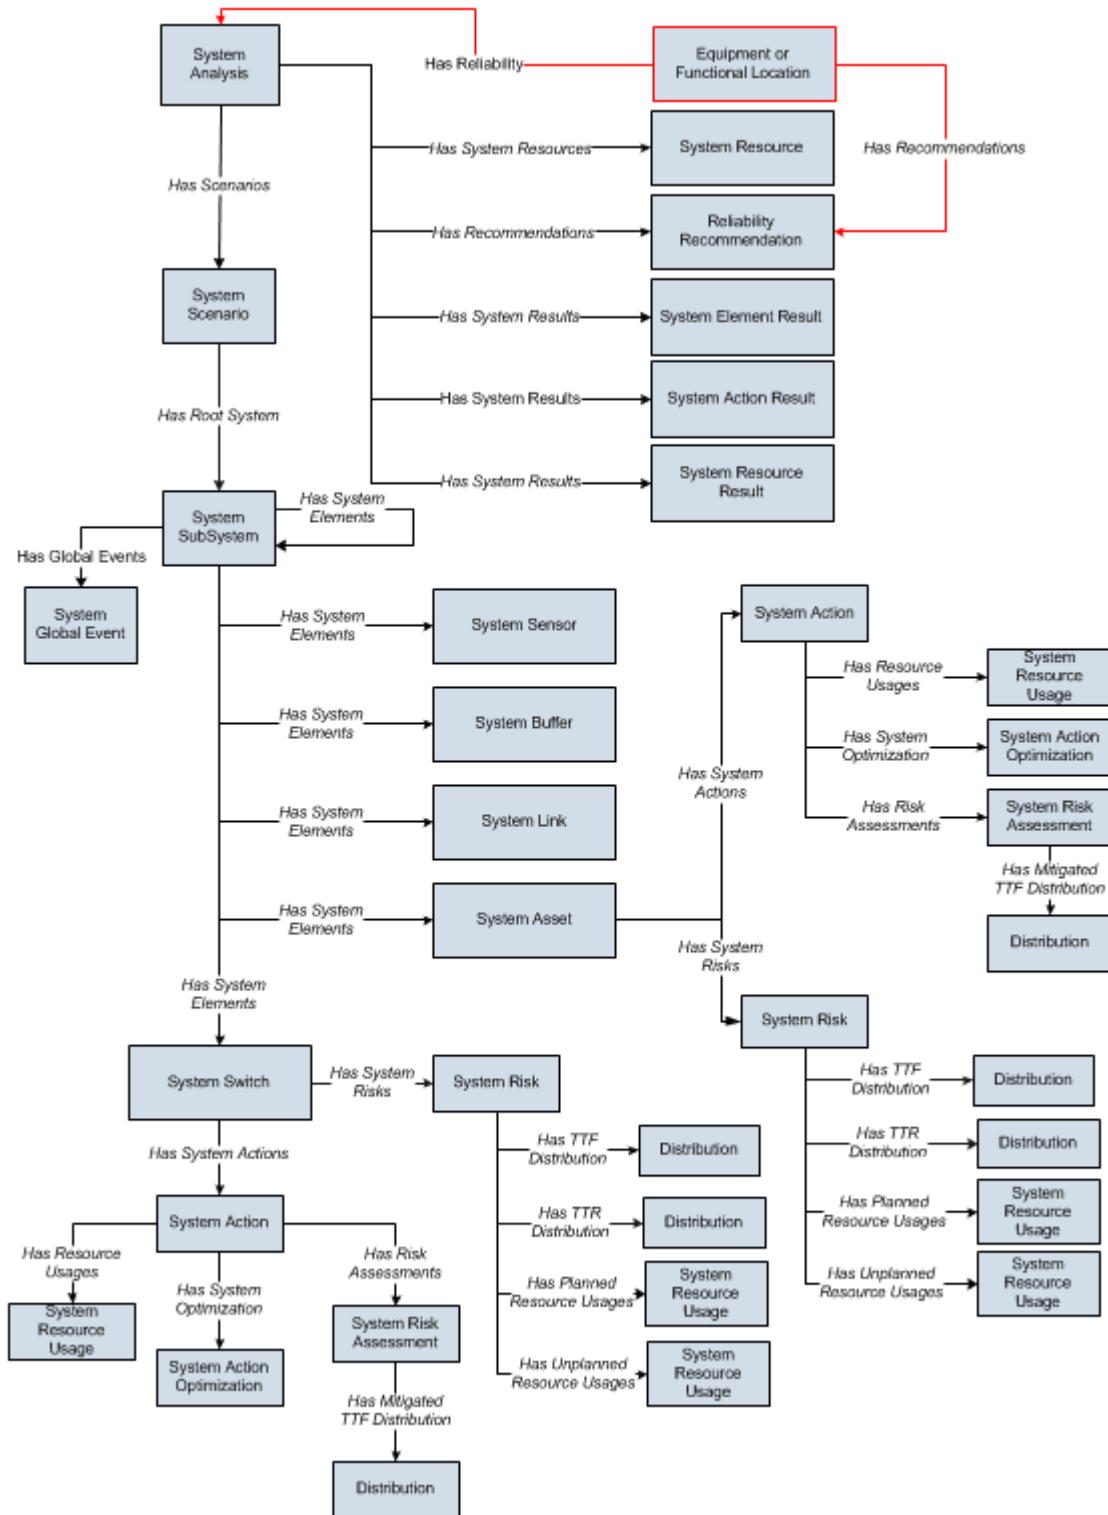 System
Analysis
Has Reliability
Equipment or
Functional Location
Has System Resources
System Resource
Has Recommendations
Has Scenarios
Has Recommendations
Reliability
Recommendation
System
Scenario
Has System Results
System Element Result
Has Root System
Has System Results
System Action Result
Has System Results
System Resource
Result
System
SubSystem
Has System
Elements
Has Global Events
System
Global Event
Has System
Elements
System Sensor
System Action
Has Resource
Usages
System
Resource
Usage
Has System
Elements
System Buffer
Has System
Optimization
System Action
Optimization
Has System
Actions
Has System
Elements
System Link
Has Risk
Assessments
System Risk
Assessment
Has Mitigated
TTF Distribution
Has System
Elements
System Asset
Distribution
Has System
Risks
Has System
Elements
System Risk
System Switch
Has System
Risks
System Risk
Has TTF
Distribution
Distribution
Has TTR
Distribution
Distribution
Has Planned
Resource Usages
System
Resource
Usage
Has Unplanned
Resource Usages
System
Resource
Usage
Has TTF
Distribution
Distribution
Has TTR
Distribution
Distribution
Has Planned
Resource Usages
System
Resource
Usage
Has Unplanned
Resource Usages
System
Resource
Usage
Has System Actions
System Action
Has Resource
Usages
System
Resource
Usage
Has System
Optimization
System Action
Optimization
Has Risk
Assessments
System Risk
Assessment
Has Mitigated
TTF Distribution
Distribution